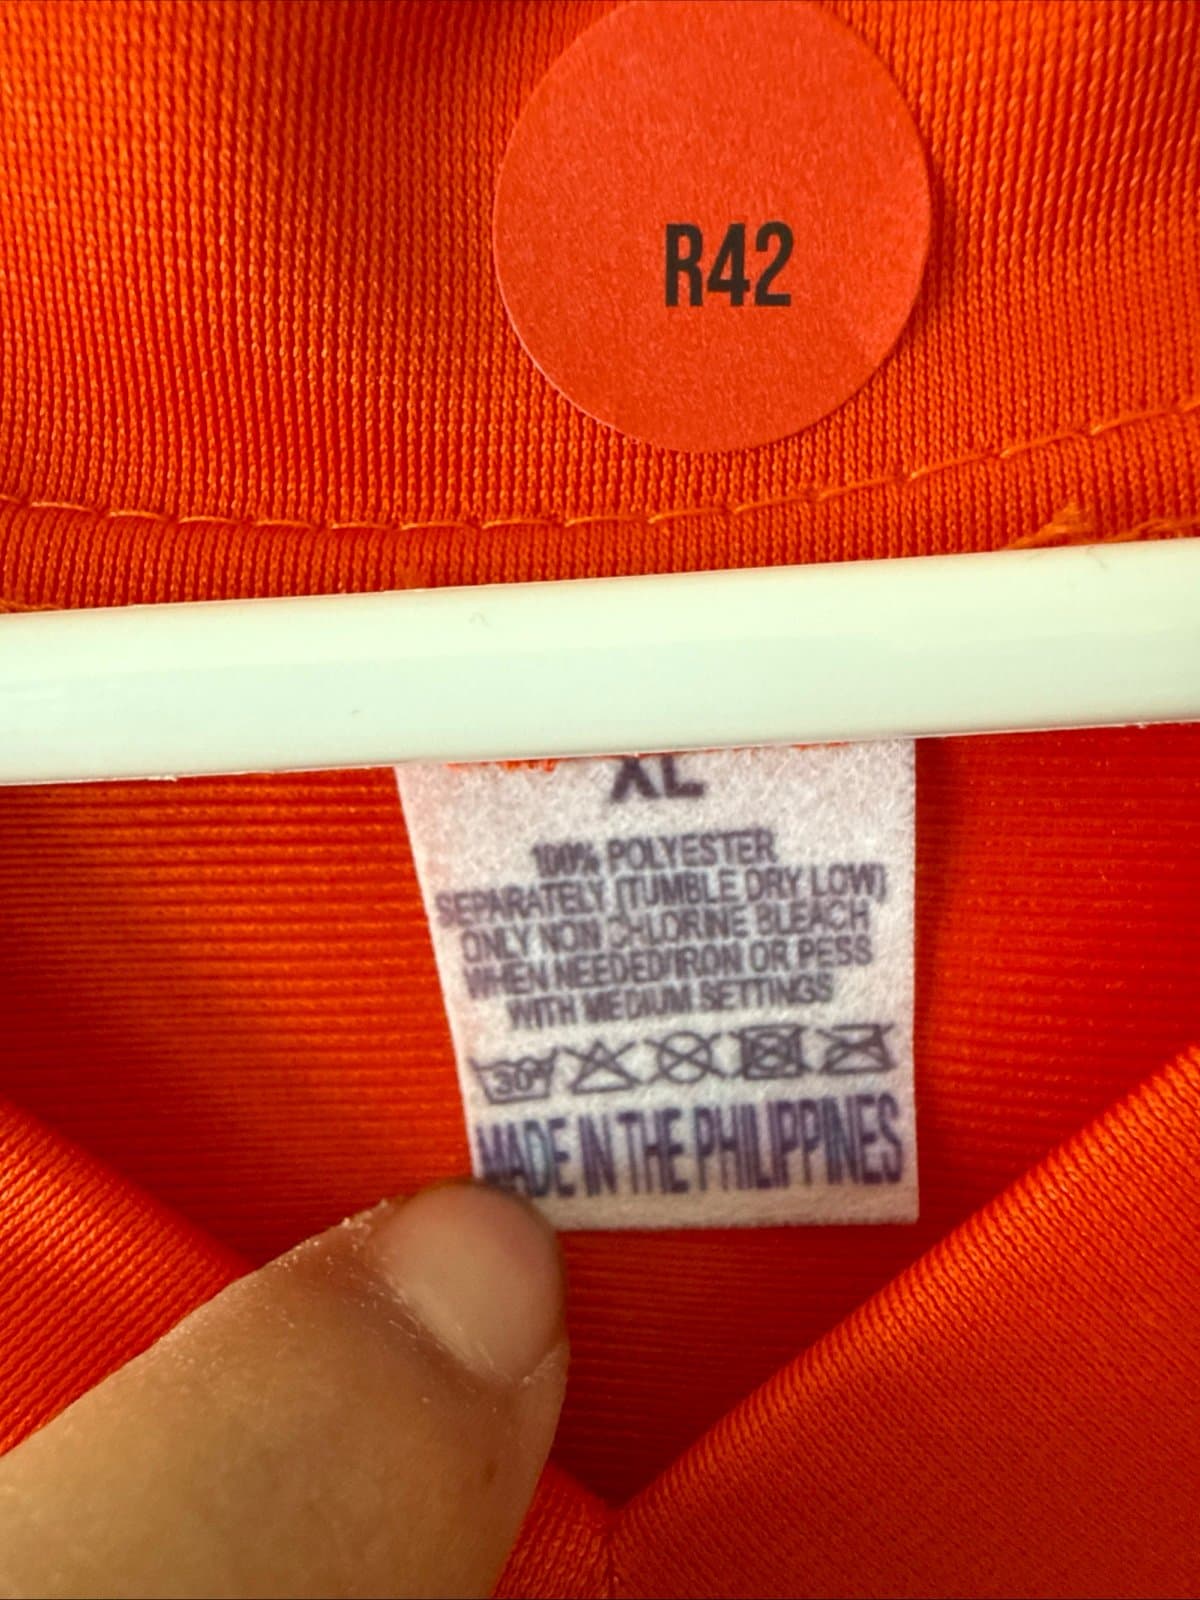 R42
XL
100% POLYESTER
SEPARATELY (TUMBLE DRY LOW)
ONLY NON CHLORINE BLEACH
WHEN NEEDED/IRON OR PESS
WITH MEDIUM SETTINGS
30°
MADE IN THE PHILIPPINES